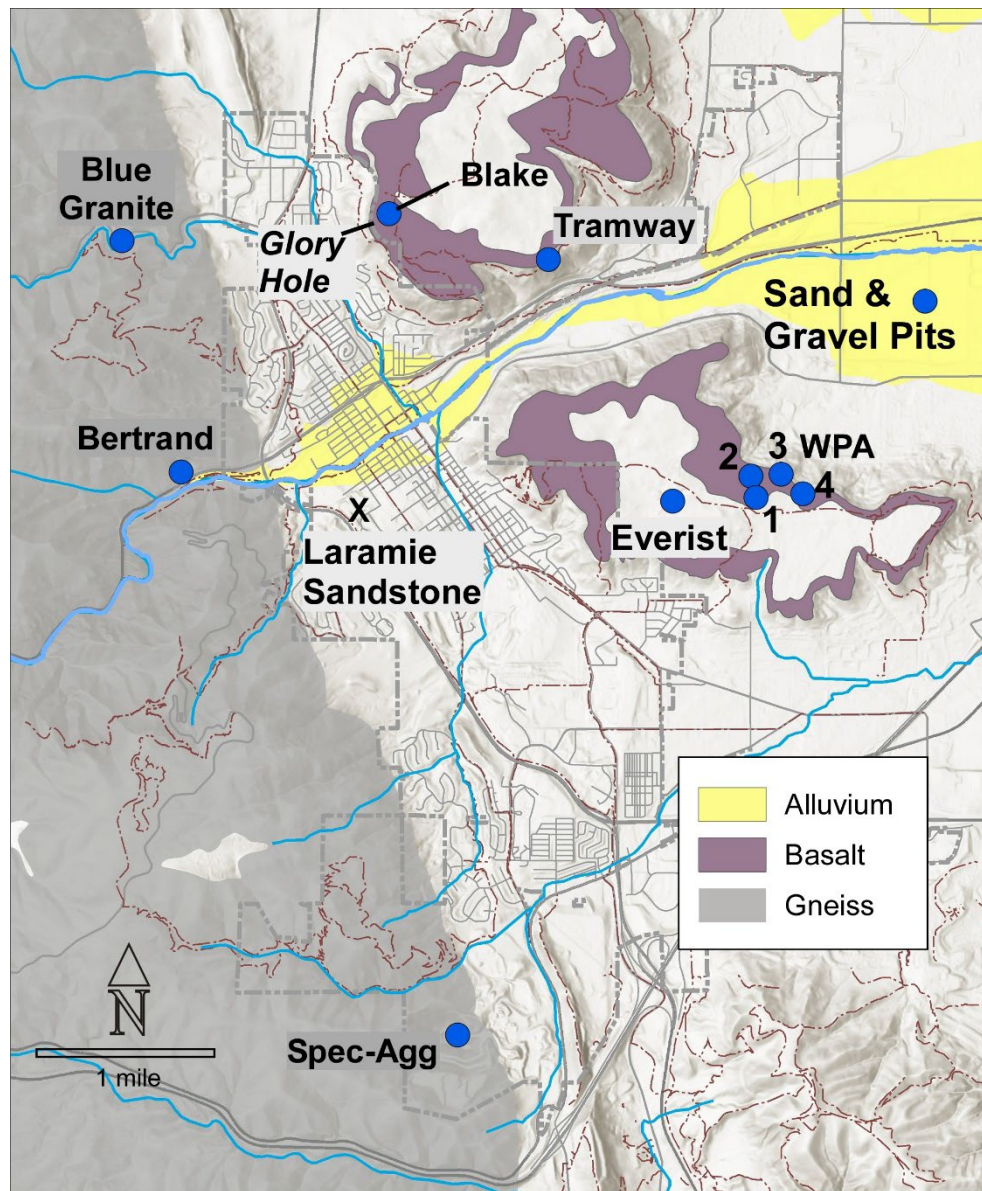 Blue
Granite
Blake
Glory
Hole
Tramway
Sand &
Gravel Pits
Bertrand
2
3 WPA
4
1
Everist
X
Laramie
Sandstone
Alluvium
Basalt
Gneiss
N
1 mile
Spec-Agg